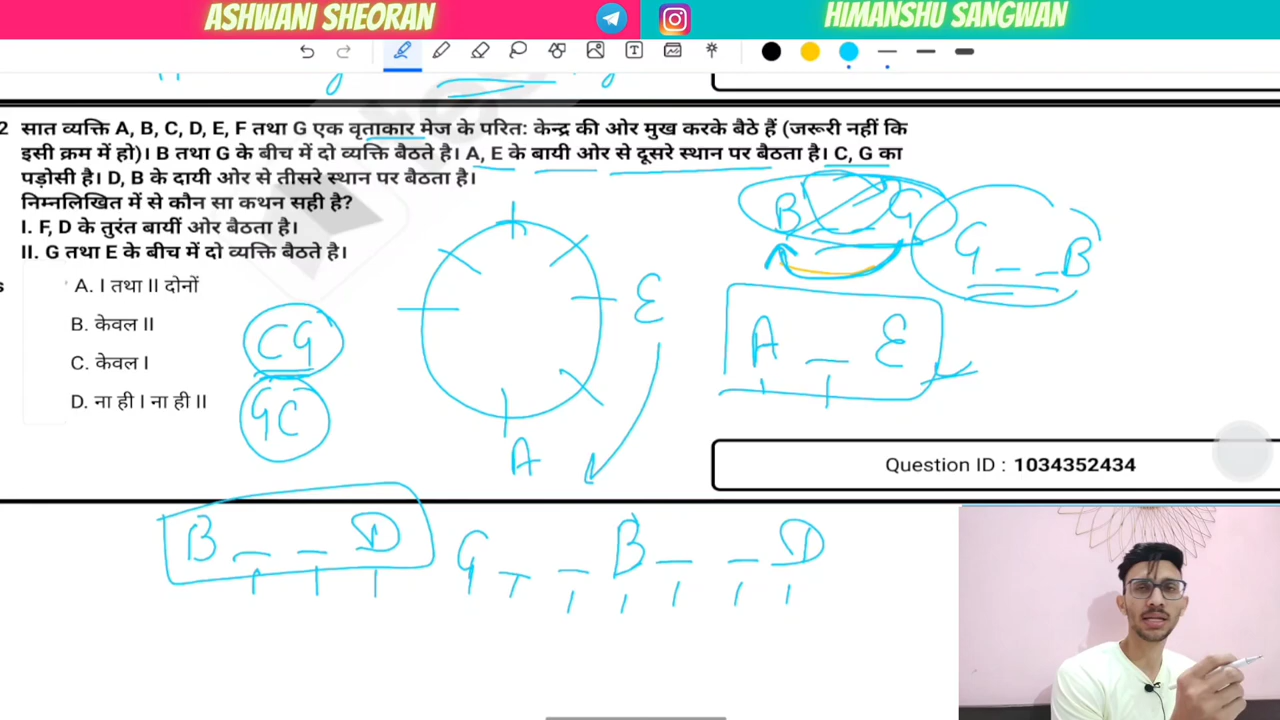 ASHWANI SHEORAN
HIMANSHU SANGWAN
2 सात व्यक्ति A, B, C, D, E, F तथा G एक वृताकार मेज के परित: केन्द्र की ओर मुख करके बैठे हैं (जरूरी नहीं कि
इसी क्रम में हो)। B तथा G के बीच में दो व्यक्ति बैठते है। A, E के बायी ओर से दूसरे स्थान पर बैठता है। C, G का
पड़ोसी है। D, B के दायी ओर से तीसरे स्थान पर बैठता है।
निम्नलिखित में से कौन सा कथन सही है?
I. F, D के तुरंत बायीं ओर बैठता है।
II. G तथा E के बीच में दो व्यक्ति बैठते है।
A. I तथा II दोनों
B. केवल II
C. केवल I
D. ना ही I ना ही II
CG
GC
E
A
B _ _ G
G _ _ B
A _ E
Question ID : 1034352434
B _ _ D
G _ _ B _ _ D